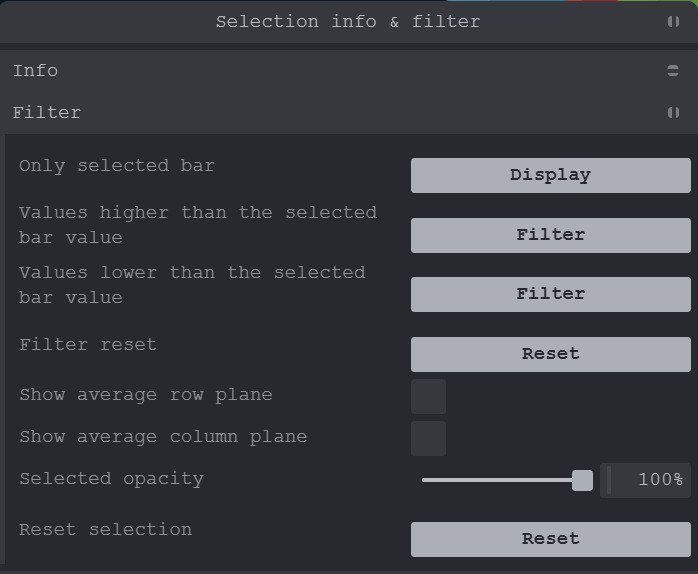 Selection info & filter
Info
Filter
Only selected bar
Display
Values higher than the selected
bar value
Filter
Values lower than the selected
bar value
Filter
Filter reset
Reset
Show average row plane
Show average column plane
Selected opacity
100%
Reset selection
Reset